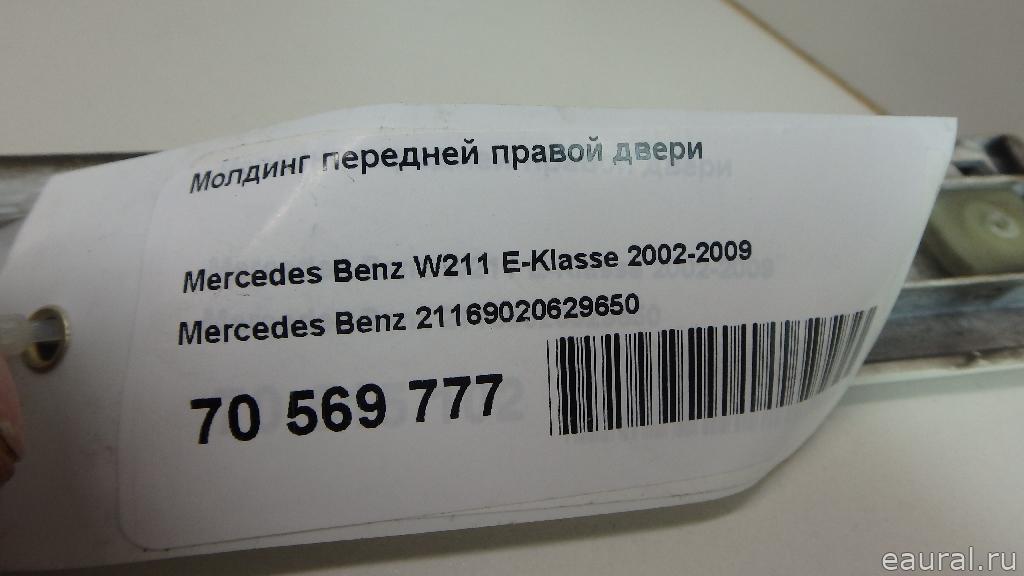 Молдинг передней правой двери
Mercedes Benz W211 E-Klasse 2002-2009
Mercedes Benz 21169020629650
70 569 777
eaural.ru